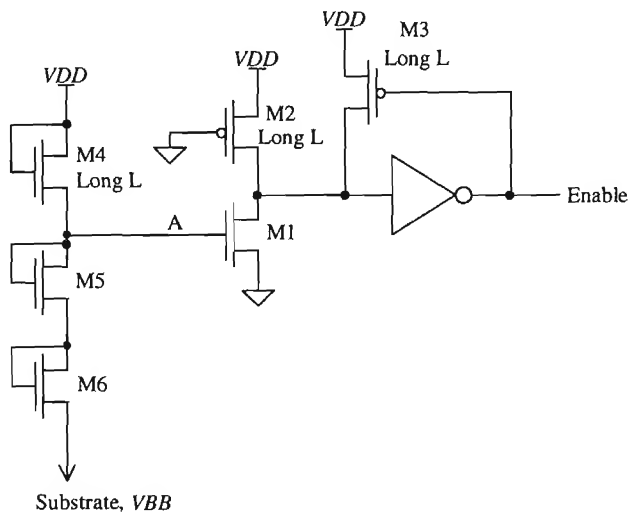 VDD
M3
Long L
VDD
VDD
M2
Long L
M4
Long L
A
M1
Enable
M5
M6
Substrate, VBB